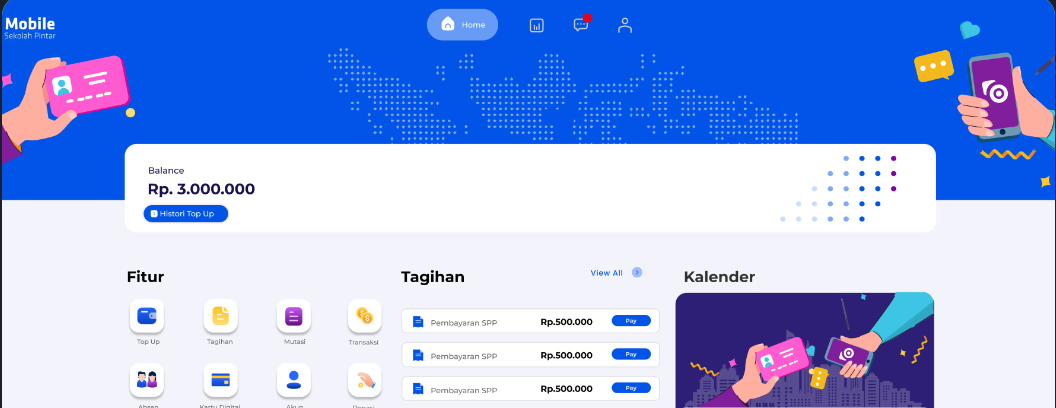 Mobile
Sekolah Pintar
Home
Balance
Rp. 3.000.000
Histori Top Up
Fitur
Top Up
Tagihan
Mutasi
Transaksi
Absen
Kartu Digital
Akun
Donasi
Tagihan
View All
Pembayaran SPP Rp.500.000 Pay
Pembayaran SPP Rp.500.000 Pay
Pembayaran SPP Rp.500.000 Pay
Kalender